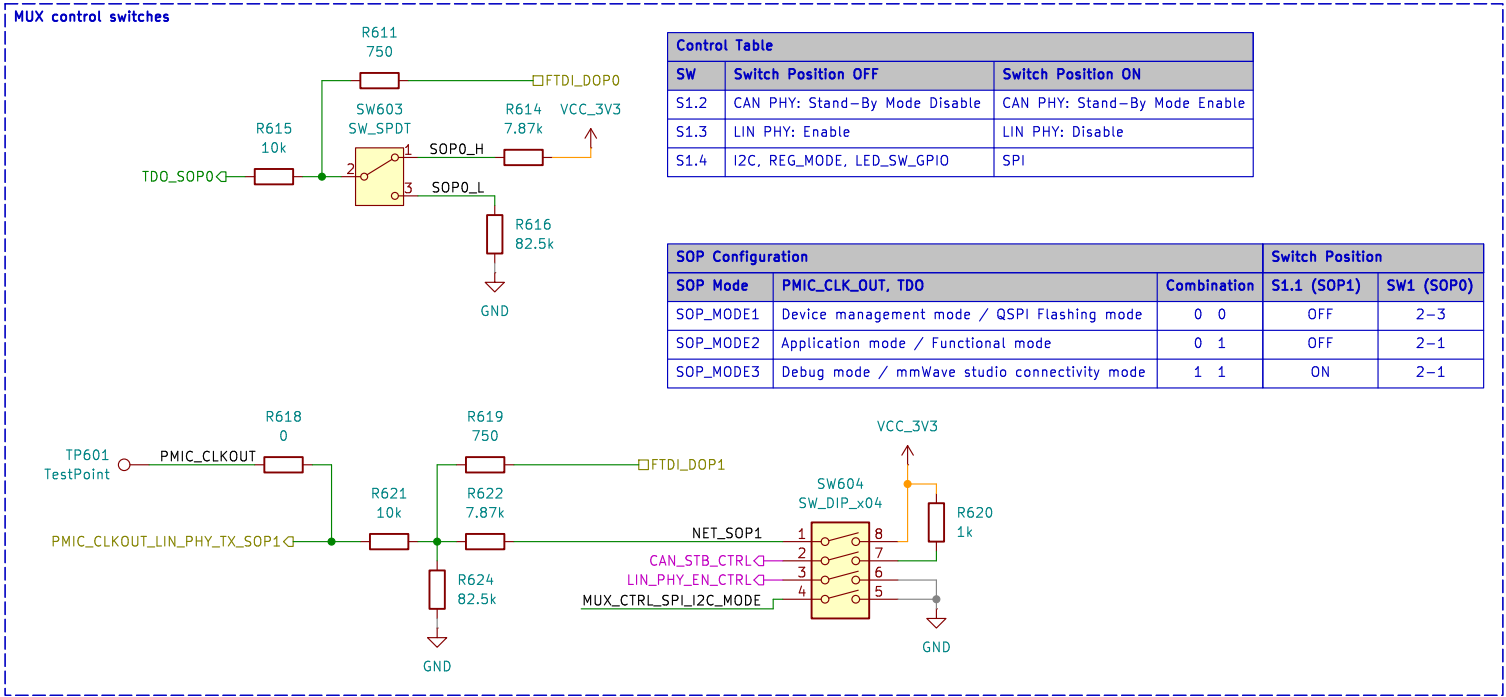 MUX control switches
R611
750
FTDI_DOP0
SW603
SW_SPDT
R614
7.87k
VCC_3V3
R615
10k
TDO_SOP0
2
1
3
SOP0_H
SOP0_L
R616
82.5k
GND
Control Table
SW Switch Position OFF Switch Position ON
S1.2 CAN PHY: Stand-By Mode Disable CAN PHY: Stand-By Mode Enable
S1.3 LIN PHY: Enable LIN PHY: Disable
S1.4 I2C, REG_MODE, LED_SW_GPIO SPI
SOP Configuration Switch Position
SOP Mode PMIC_CLK_OUT, TDO Combination S1.1 (SOP1) SW1 (SOP0)
SOP_MODE1 Device management mode / QSPI Flashing mode 0 0 OFF 2-3
SOP_MODE2 Application mode / Functional mode 0 1 OFF 2-1
SOP_MODE3 Debug mode / mmWave studio connectivity mode 1 1 ON 2-1
R618
0
TP601
TestPoint
PMIC_CLKOUT
R619
750
FTDI_DOP1
R621
10k
R622
7.87k
PMIC_CLKOUT_LIN_PHY_TX_SOP1
R624
82.5k
GND
VCC_3V3
SW604
SW_DIP_x04
R620
1k
NET_SOP1 1 8
CAN_STB_CTRL 2 7
LIN_PHY_EN_CTRL 3 6
MUX_CTRL_SPI_I2C_MODE 4 5
GND